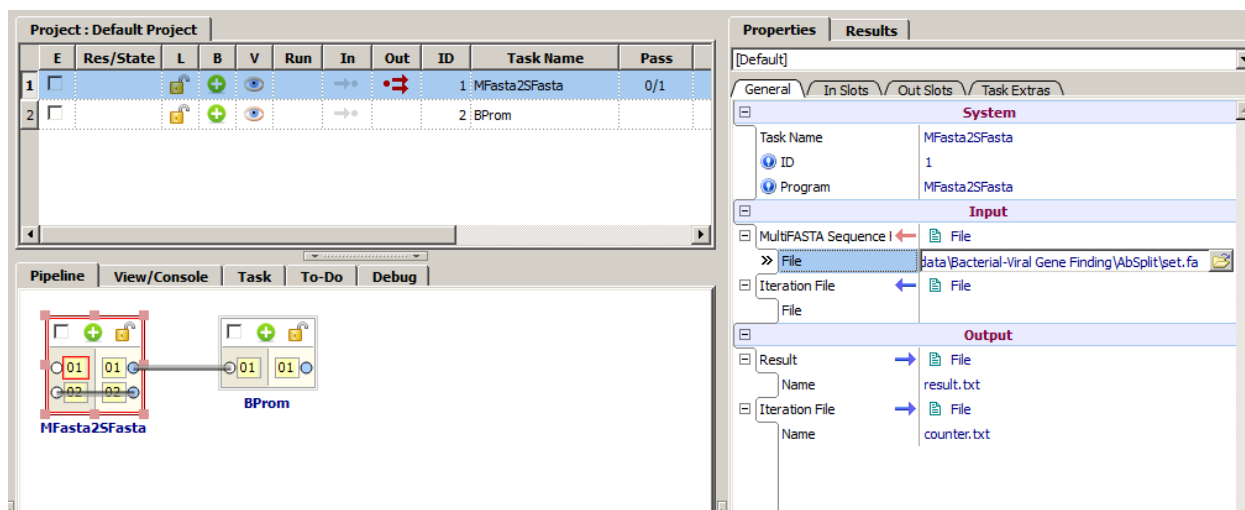 Project : Default Project
E Res/State L B V Run In Out ID Task Name Pass
1 1 MFasta2SFasta 0/1
2 2 BProm
Pipeline View/Console Task To-Do Debug
01 01 01 01
02 02
BProm
MFasta2SFasta
Properties Results
[Default]
General In Slots Out Slots Task Extras
System
Task Name MFasta2SFasta
ID 1
Program MFasta2SFasta
Input
MultiFASTA Sequence File
File data\Bacterial-Viral Gene Finding\AbSplit\set.fa
Iteration File File
File
Output
Result File
Name result.txt
Iteration File File
Name counter.txt